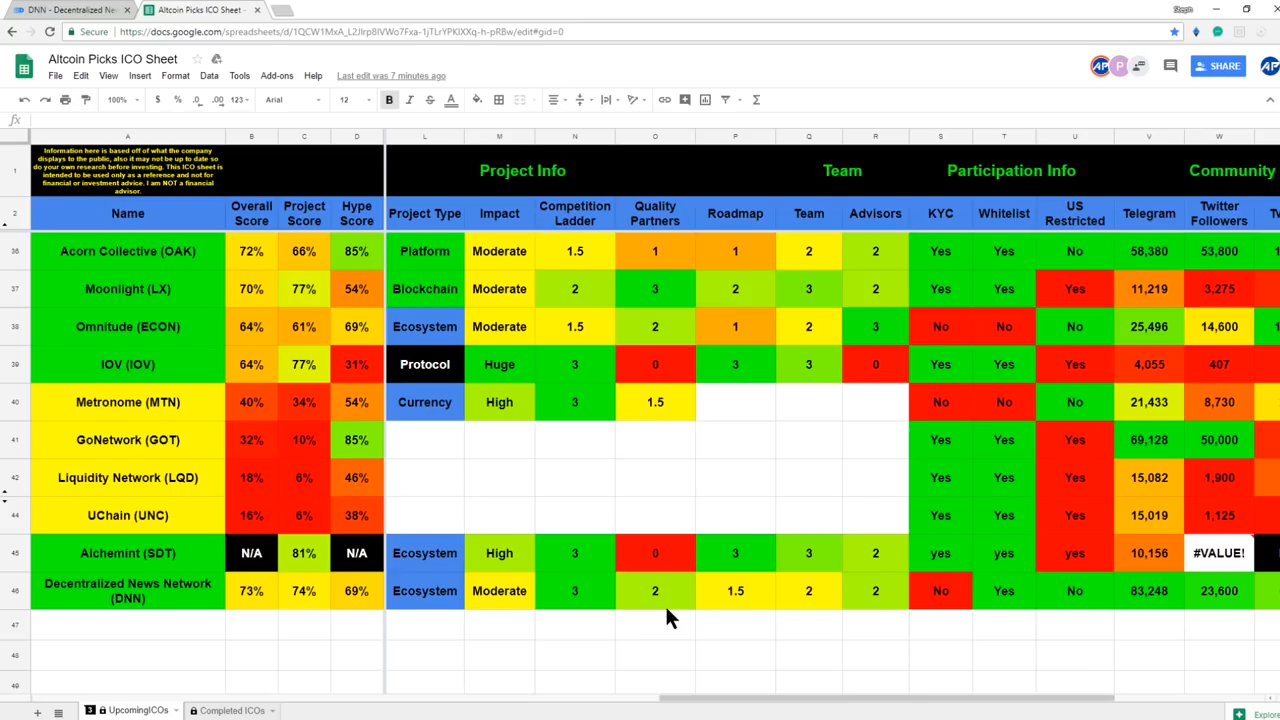 DNN - Decentralized New
Altcoin Picks ICO Sheet -
Steph
Secure
https://docs.google.com/spreadsheets/d/1QCW1MxA_L2JIrp8IVWo7Fxa-1jTLrYPKIXXq-h-pRBw/edit#gid=0
Altcoin Picks ICO Sheet
File Edit View Insert Format Data Tools Add-ons Help Last edit was 7 minutes ago
AP P SHARE AP
100% $ % .0 .00 123 Arial 12 B I S A
fx
A B C D L M N O P Q R S T U V W
1
Information here is based off of what the
company
displays to the public, also it may not be up to date so
do your own research before investing. This ICO sheet is
intended to be used only as a reference and not for
financial or investment advice. I am NOT a financial
advisor.
Project Info Team Participation Info Community
2 Name Overall Score Project Score Hype Score Project Type Impact Competition Ladder Quality Partners Roadmap Team Advisors KYC Whitelist US Restricted Telegram Twitter Followers
36 Acorn Collective (OAK) 72% 66% 85% Platform Moderate 1.5 1 1 2 2 Yes Yes No 58,380 53,800
37 Moonlight (LX) 70% 77% 54% Blockchain Moderate 2 3 2 3 2 Yes Yes Yes 11,219 3,275
38 Omnitude (ECON) 64% 61% 69% Ecosystem Moderate 1.5 2 1 2 3 No No No 25,496 14,600
39 IOV (IOV) 64% 77% 31% Protocol Huge 3 0 3 3 0 Yes Yes Yes 4,055 407
40 Metronome (MTN) 40% 34% 54% Currency High 3 1.5 No No No 21,433 8,730
41 GoNetwork (GOT) 32% 10% 85% Yes Yes Yes 69,128 50,000
42 Liquidity Network (LQD) 18% 6% 46% Yes Yes Yes 15,082 1,900
44 UChain (UNC) 16% 6% 38% Yes Yes Yes 15,019 1,125
45 Alchemint (SDT) N/A 81% N/A Ecosystem High 3 0 3 3 2 yes yes yes 10,156 #VALUE!
46 Decentralized News Network (DNN) 73% 74% 69% Ecosystem Moderate 3 2 1.5 2 2 No Yes No 83,248 23,600
47
48
49
3 UpcomingICOs Completed ICOs
Explore